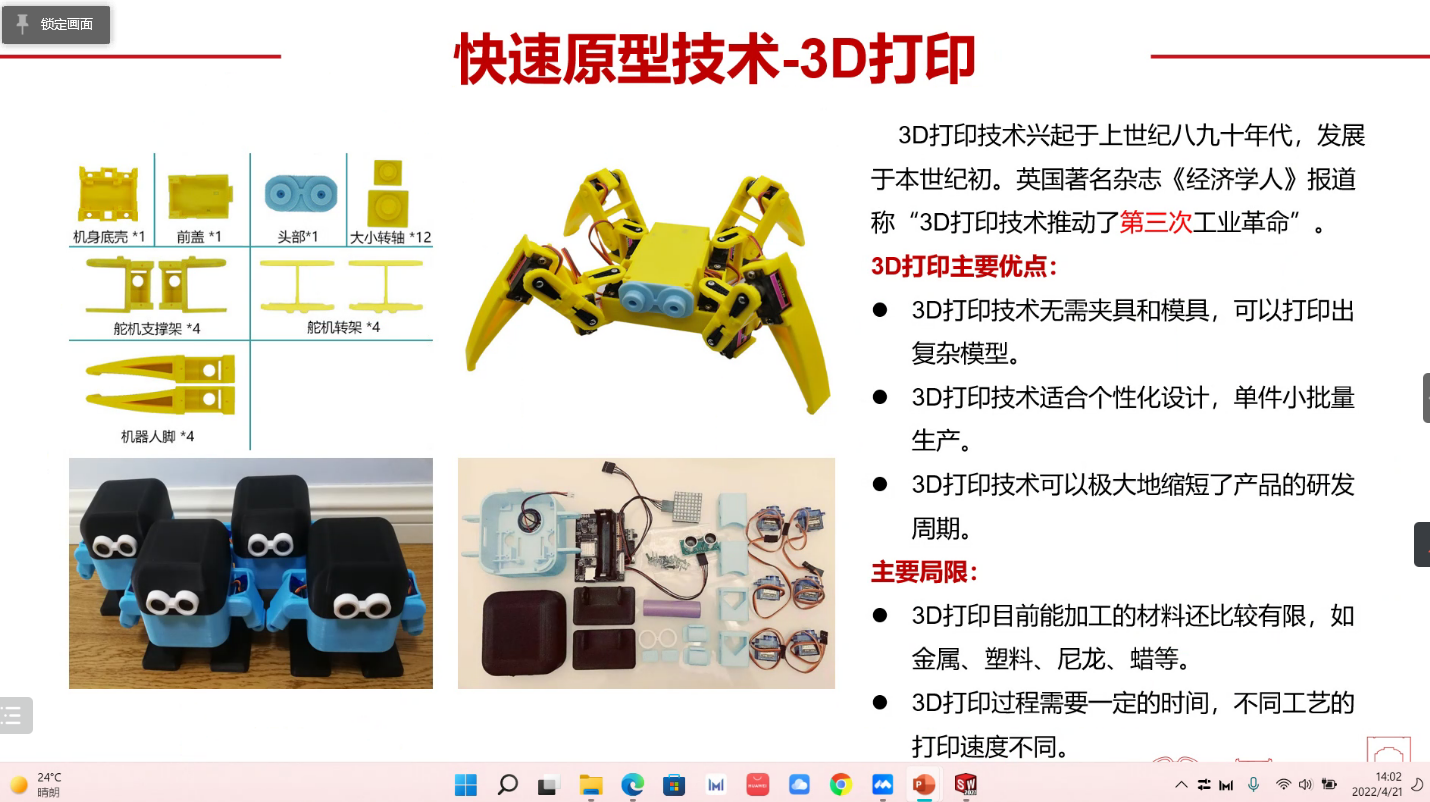 锁定画面
快速原型技术-3D打印
机身底壳 *1
前盖 *1
头部*1
大小转轴 *12
舵机支撑架 *4
舵机转架 *4
机器人脚 *4
3D打印技术兴起于上世纪八九十年代，发展
于本世纪初。英国著名杂志《经济学人》报道
称“3D打印技术推动了第三次工业革命”。
3D打印主要优点：
● 3D打印技术无需夹具和模具，可以打印出
复杂模型。
● 3D打印技术适合个性化设计，单件小批量
生产。
● 3D打印技术可以极大地缩短了产品的研发
周期。
主要局限：
● 3D打印目前能加工的材料还比较有限，如
金属、塑料、尼龙、蜡等。
● 3D打印过程需要一定的时间，不同工艺的
打印速度不同。
24°C
晴朗
14:02
2022/4/21